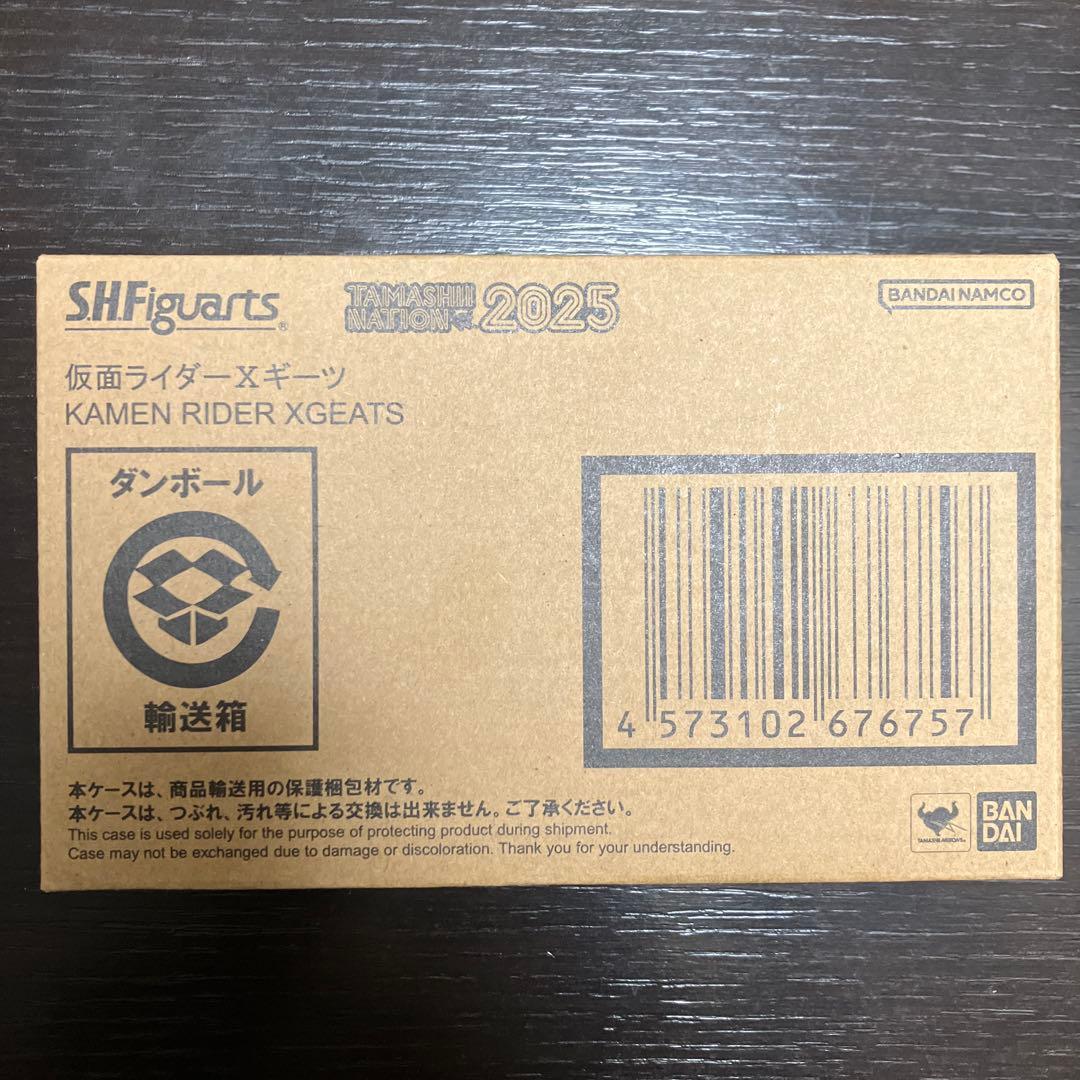 S.H.Figuarts®
TAMASHII NATION 2025
BANDAI NAMCO
仮面ライダーXギーツ
KAMEN RIDER XGEATS
ダンボール
輸送箱
4 573102 676757
本ケースは、商品輸送用の保護梱包材です。
本ケースは、つぶれ、汚れ等による交換は出来ません。ご了承ください。
This case is used solely for the purpose of protecting product during shipment.
Case may not be exchanged due to damage or discoloration. Thank you for your understanding.
BAN
DAI